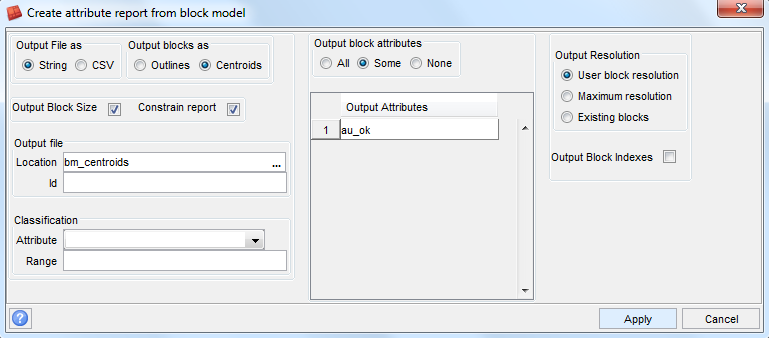 Create attribute report from block model
Output File as
String CSV
Output blocks as
Outlines Centroids
Output Block Size
Constrain report
Output file
Location bm_centroids ...
Id
Classification
Attribute
Range
Output block attributes
All Some None
Output Attributes
1 au_ok
Output Resolution
User block resolution
Maximum resolution
Existing blocks
Output Block Indexes
?
Apply
Cancel